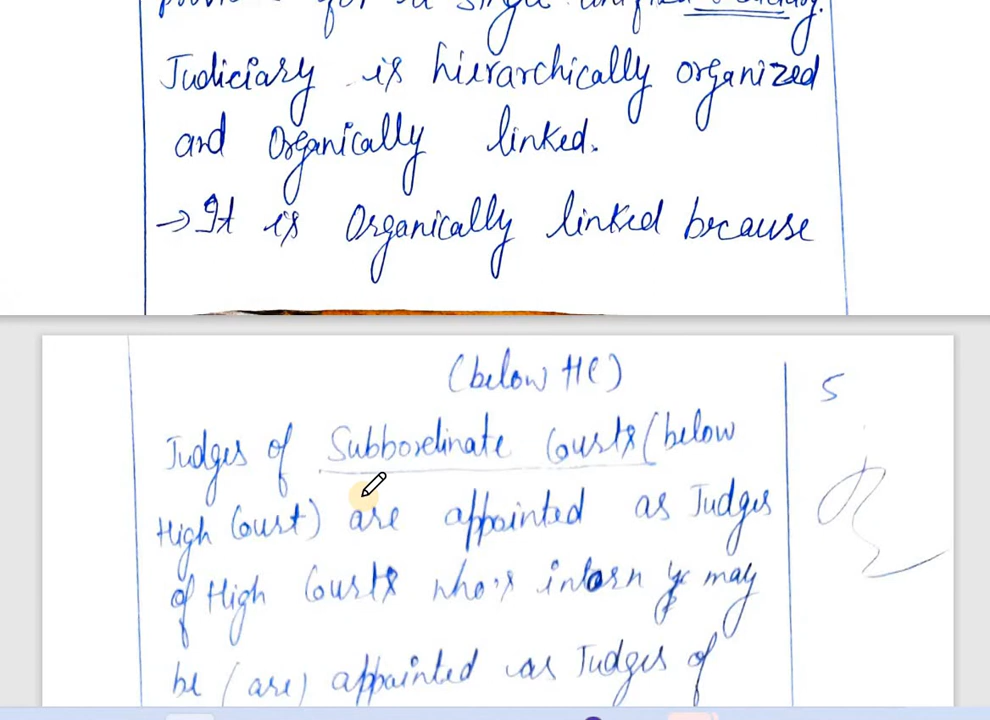 Judiciary is hierarchically organized
and Organically linked.
→ It is Organically linked because
(below HC)
5
Judges of Subbordinate Courts (below
High Court) are appointed as Judges
of High Courts who's inturn may
be (are) appointed as Judges of